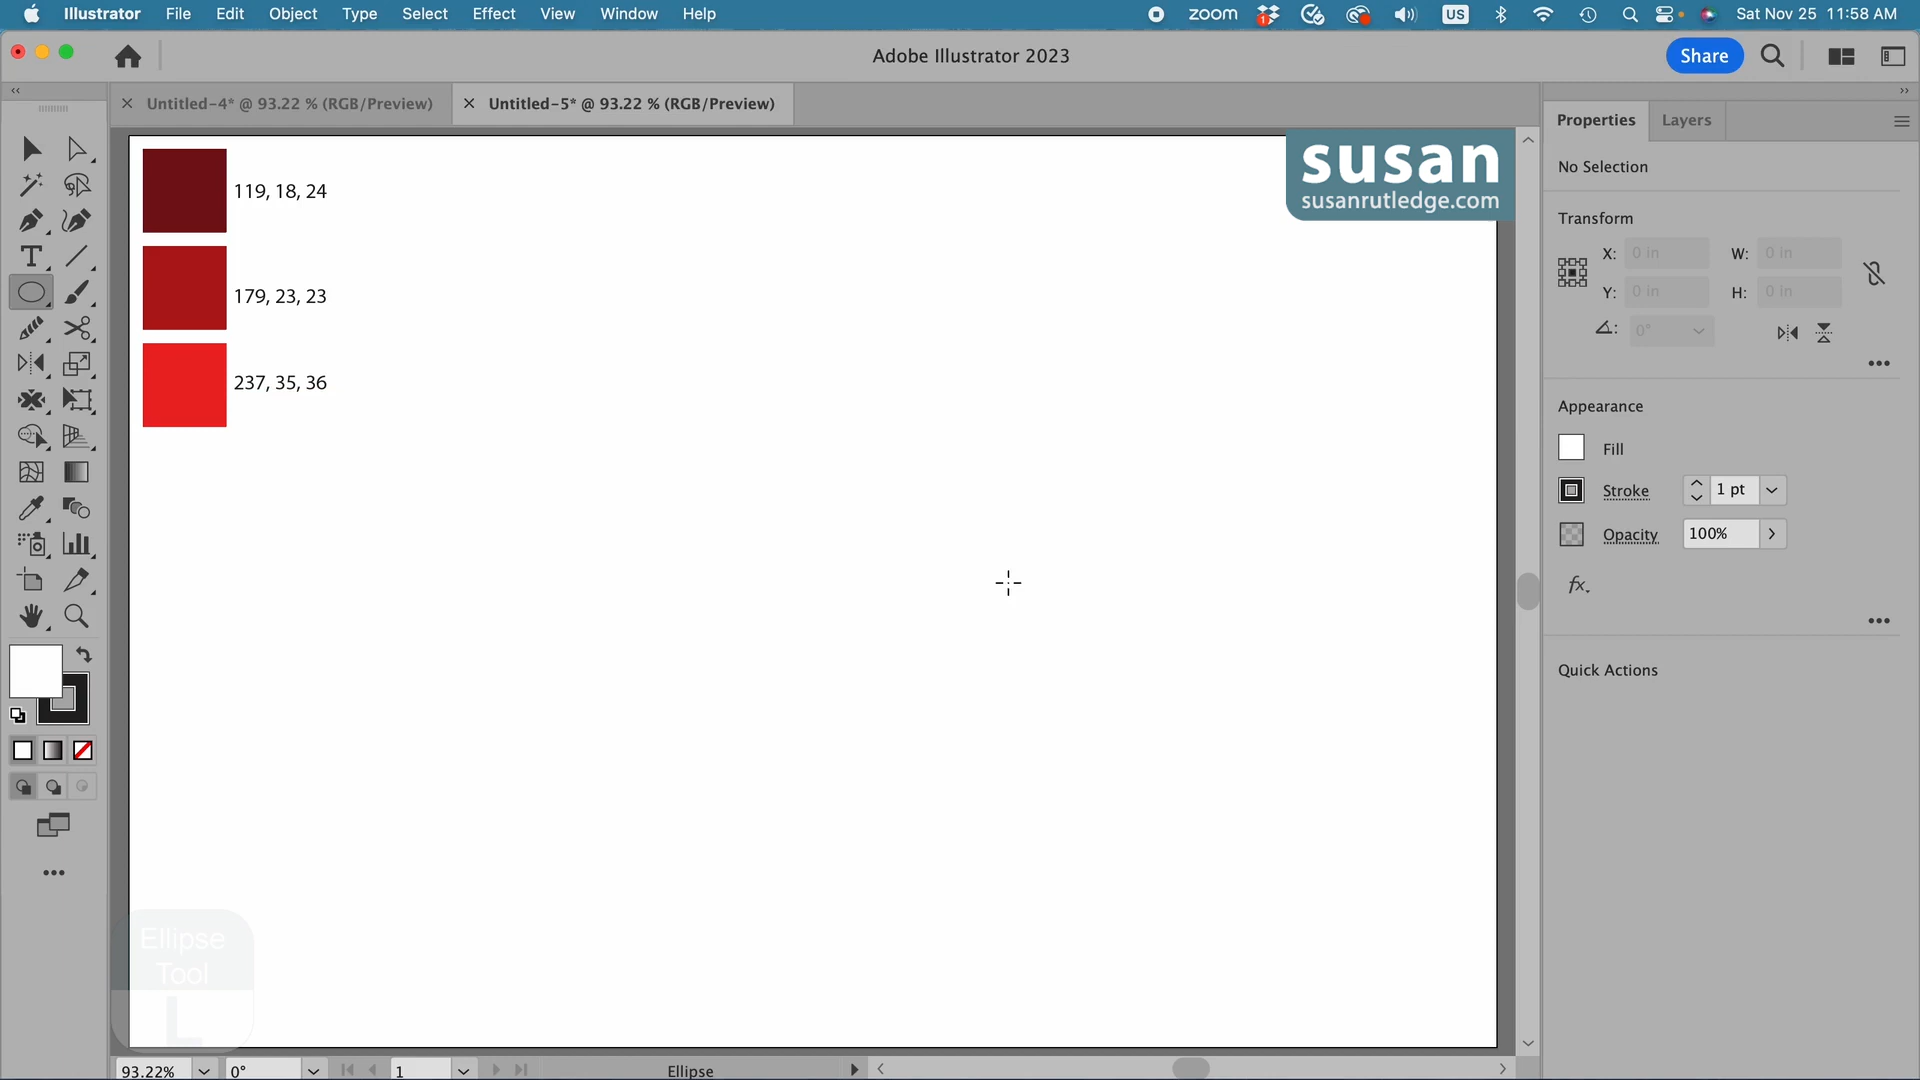 Illustrator File Edit Object Type Select Effect View Window Help
zoom 1 US Sat Nov 25 11:58 AM
Adobe Illustrator 2023
Share
Untitled-4* @ 93.22 % (RGB/Preview)
Untitled-5* @ 93.22 % (RGB/Preview)
Properties
Layers
119, 18, 24
179, 23, 23
237, 35, 36
susan
susanrutledge.com
No Selection
Transform
X: 0 in W: 0 in
Y: 0 in H: 0 in
0°
Appearance
Fill
Stroke 1 pt
Opacity 100%
fx
Quick Actions
Ellipse
Tool
L
93.22% 0° 1 Ellipse